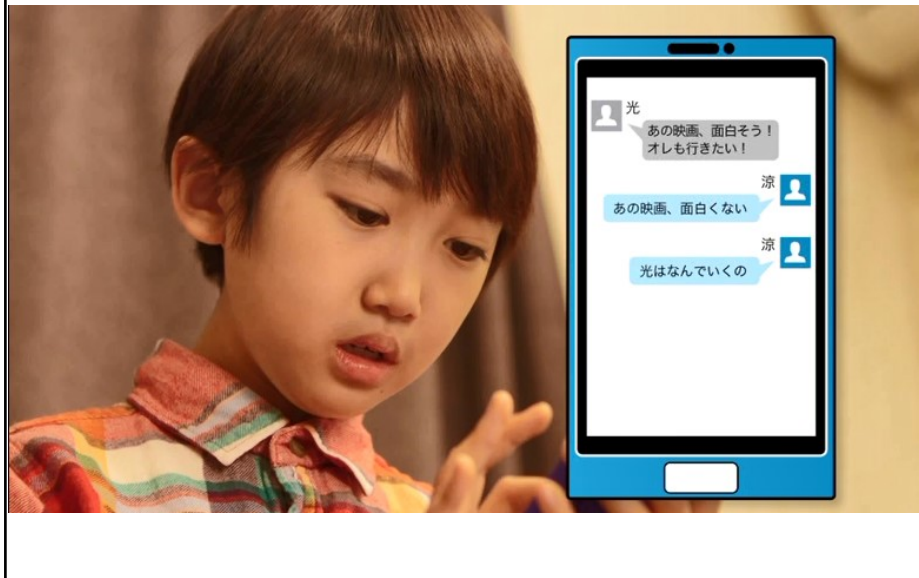 光
あの映画、面白そう！
オレも行きたい！
涼
あの映画、面白くない
涼
光はなんでいくの